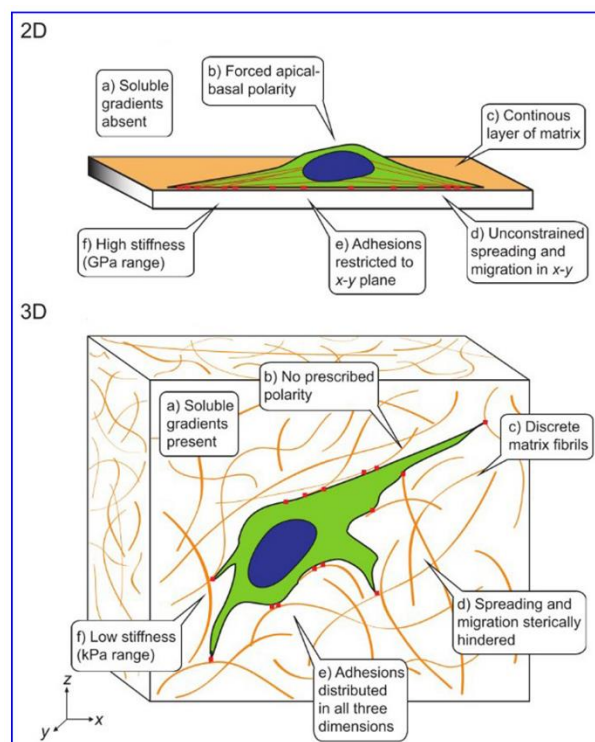 2D
a) Soluble
gradients
absent
b) Forced apical-
basal polarity
c) Continous
layer of matrix
f) High stiffness
(GPa range)
e) Adhesions
restricted to
x-y plane
d) Unconstrained
spreading and
migration in x-y
3D
a) Soluble
gradients
present
b) No prescribed
polarity
c) Discrete
matrix fibrils
d) Spreading and
migration sterically
hindered
f) Low stiffness
(kPa range)
e) Adhesions
distributed
in all three
dimensions
z
y
x